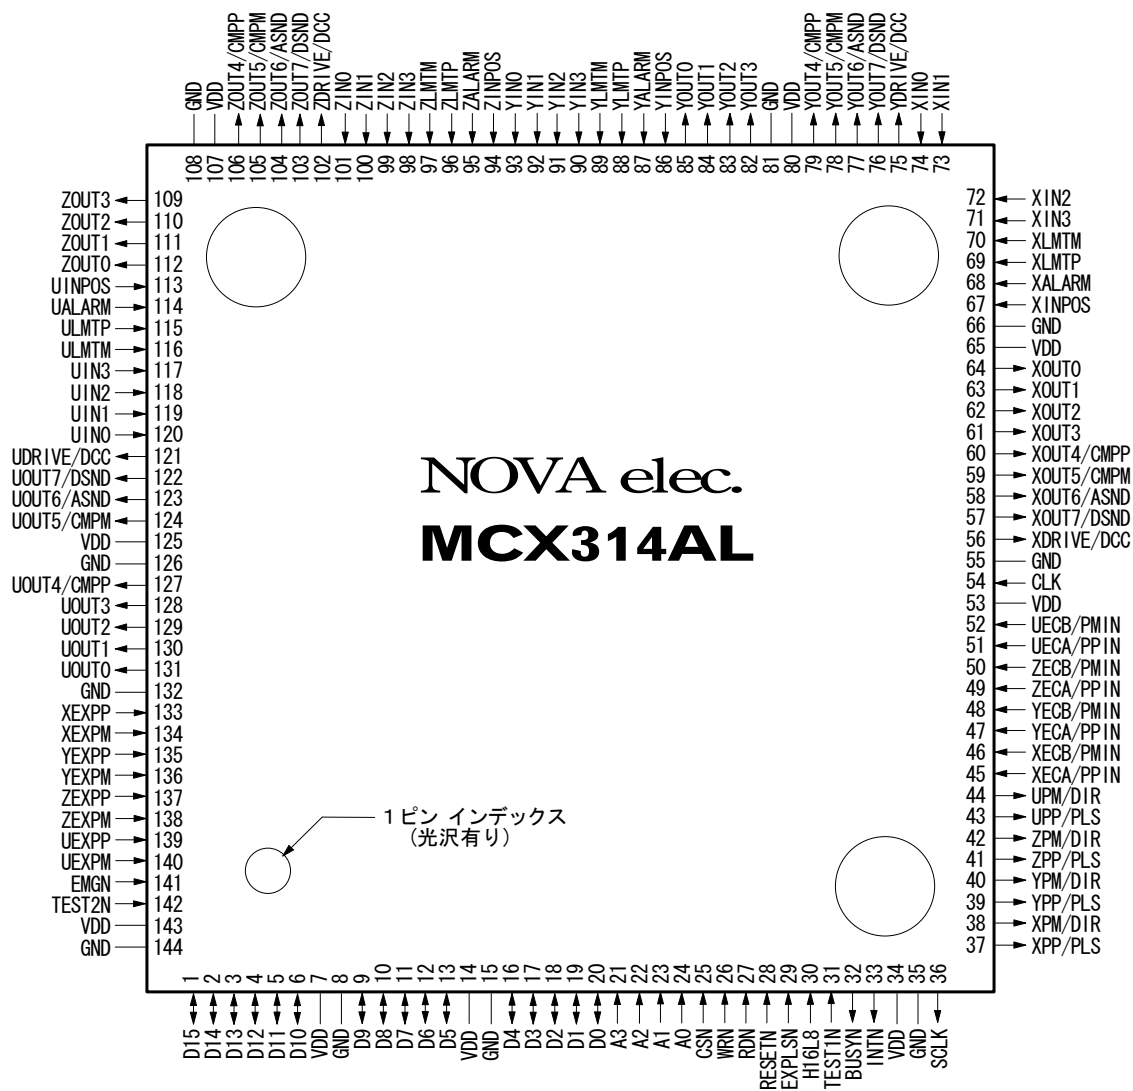 ZOUT4/CMPP
ZOUT5/CMPM
ZOUT6/ASND
ZOUT7/DSND
ZDRIVE/DCC
YOUT4/CMPP
YOUT5/CMPM
YOUT6/ASND
YOUT7/DSND
YDRIVE/DCC
GND
VDD
ZIN0
ZIN1
ZIN2
ZIN3
ZLMTM
ZLMTP
ZALARM
ZINPOS
YIN0
YIN1
YIN2
YIN3
YLMTM
YLMTP
YALARM
YINPOS
YOUT0
YOUT1
YOUT2
YOUT3
GND
VDD
XIN0
XIN1
108
107
106
105
104
103
102
101
100
99
98
97
96
95
94
93
92
91
90
89
88
87
86
85
84
83
82
81
80
79
78
77
76
75
74
73
ZOUT3 109
ZOUT2 110
ZOUT1 111
ZOUT0 112
UINPOS 113
UALARM 114
ULMTP 115
ULMTM 116
UIN3 117
UIN2 118
UIN1 119
UIN0 120
UDRIVE/DCC 121
UOUT7/DSND 122
UOUT6/ASND 123
UOUT5/CMPM 124
VDD 125
GND 126
UOUT4/CMPP 127
UOUT3 128
UOUT2 129
UOUT1 130
UOUT0 131
GND 132
XEXPP 133
XEXPM 134
YEXPP 135
YEXPM 136
ZEXPP 137
ZEXPM 138
UEXPP 139
UEXPM 140
EMGN 141
TEST2N 142
VDD 143
GND 144
NOVA elec.
MCX314AL
1ピン インデックス
(光沢有り)
72 XIN2
71 XIN3
70 XLMTM
69 XLMTP
68 XALARM
67 XINPOS
66 GND
65 VDD
64 XOUT0
63 XOUT1
62 XOUT2
61 XOUT3
60 XOUT4/CMPP
59 XOUT5/CMPM
58 XOUT6/ASND
57 XOUT7/DSND
56 XDRIVE/DCC
55 GND
54 CLK
53 VDD
52 UECB/PMIN
51 UECA/PPIN
50 ZECB/PMIN
49 ZECA/PPIN
48 YECB/PMIN
47 YECA/PPIN
46 XECB/PMIN
45 XECA/PPIN
44 UPM/DIR
43 UPP/PLS
42 ZPM/DIR
41 ZPP/PLS
40 YPM/DIR
39 YPP/PLS
38 XPM/DIR
37 XPP/PLS
1
2
3
4
5
6
7
8
9
10
11
12
13
14
15
16
17
18
19
20
21
22
23
24
25
26
27
28
29
30
31
32
33
34
35
36
D15
D14
D13
D12
D11
D10
VDD
GND
D9
D8
D7
D6
D5
VDD
GND
D4
D3
D2
D1
D0
A3
A2
A1
A0
CSN
WRN
RDN
RESETN
EXPLSN
H16L8
TEST1N
BUSYN
INTN
VDD
GND
SCLK